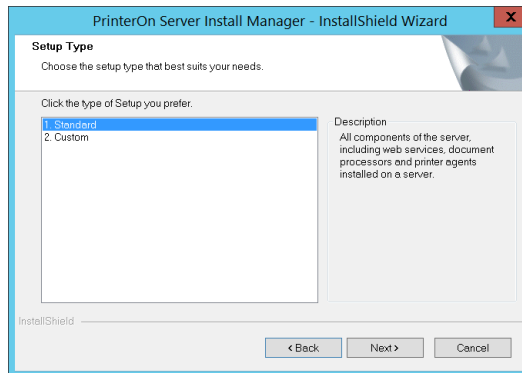 PrinterOn Server Install Manager - InstallShield Wizard
x
Setup Type
Choose the setup type that best suits your needs.
Click the type of Setup you prefer.
1. Standard
2. Custom
Description
All components of the server,
including web services, document
processors and printer agents
installed on a server.
InstallShield
< Back
Next >
Cancel